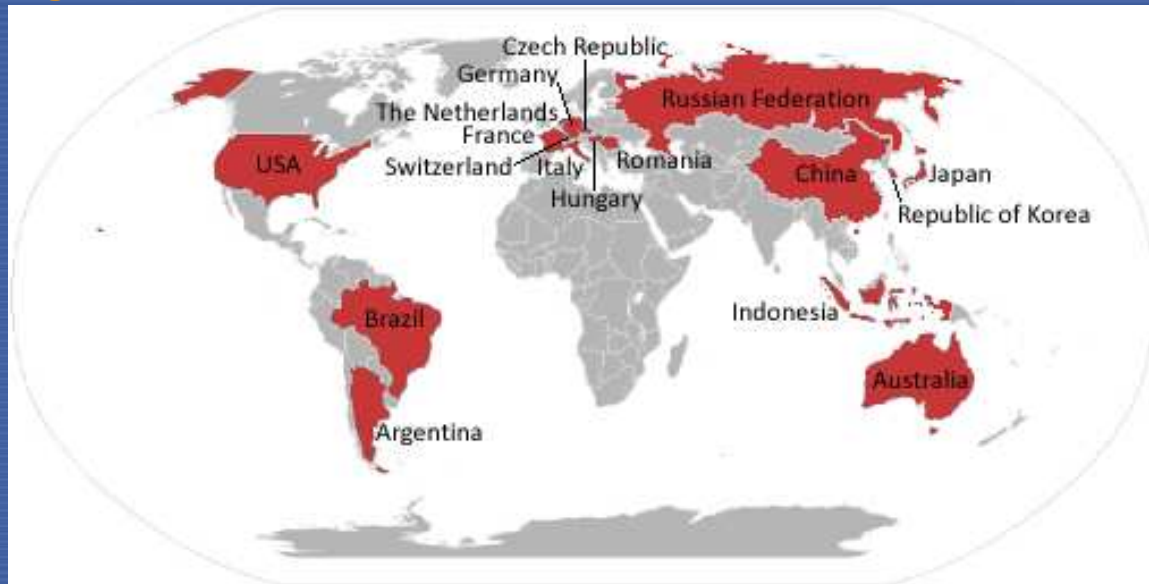 Czech Republic
Germany
The Netherlands
France
Switzerland
Italy
Hungary
Romania
Russian Federation
USA
China
Japan
Republic of Korea
Indonesia
Brazil
Australia
Argentina